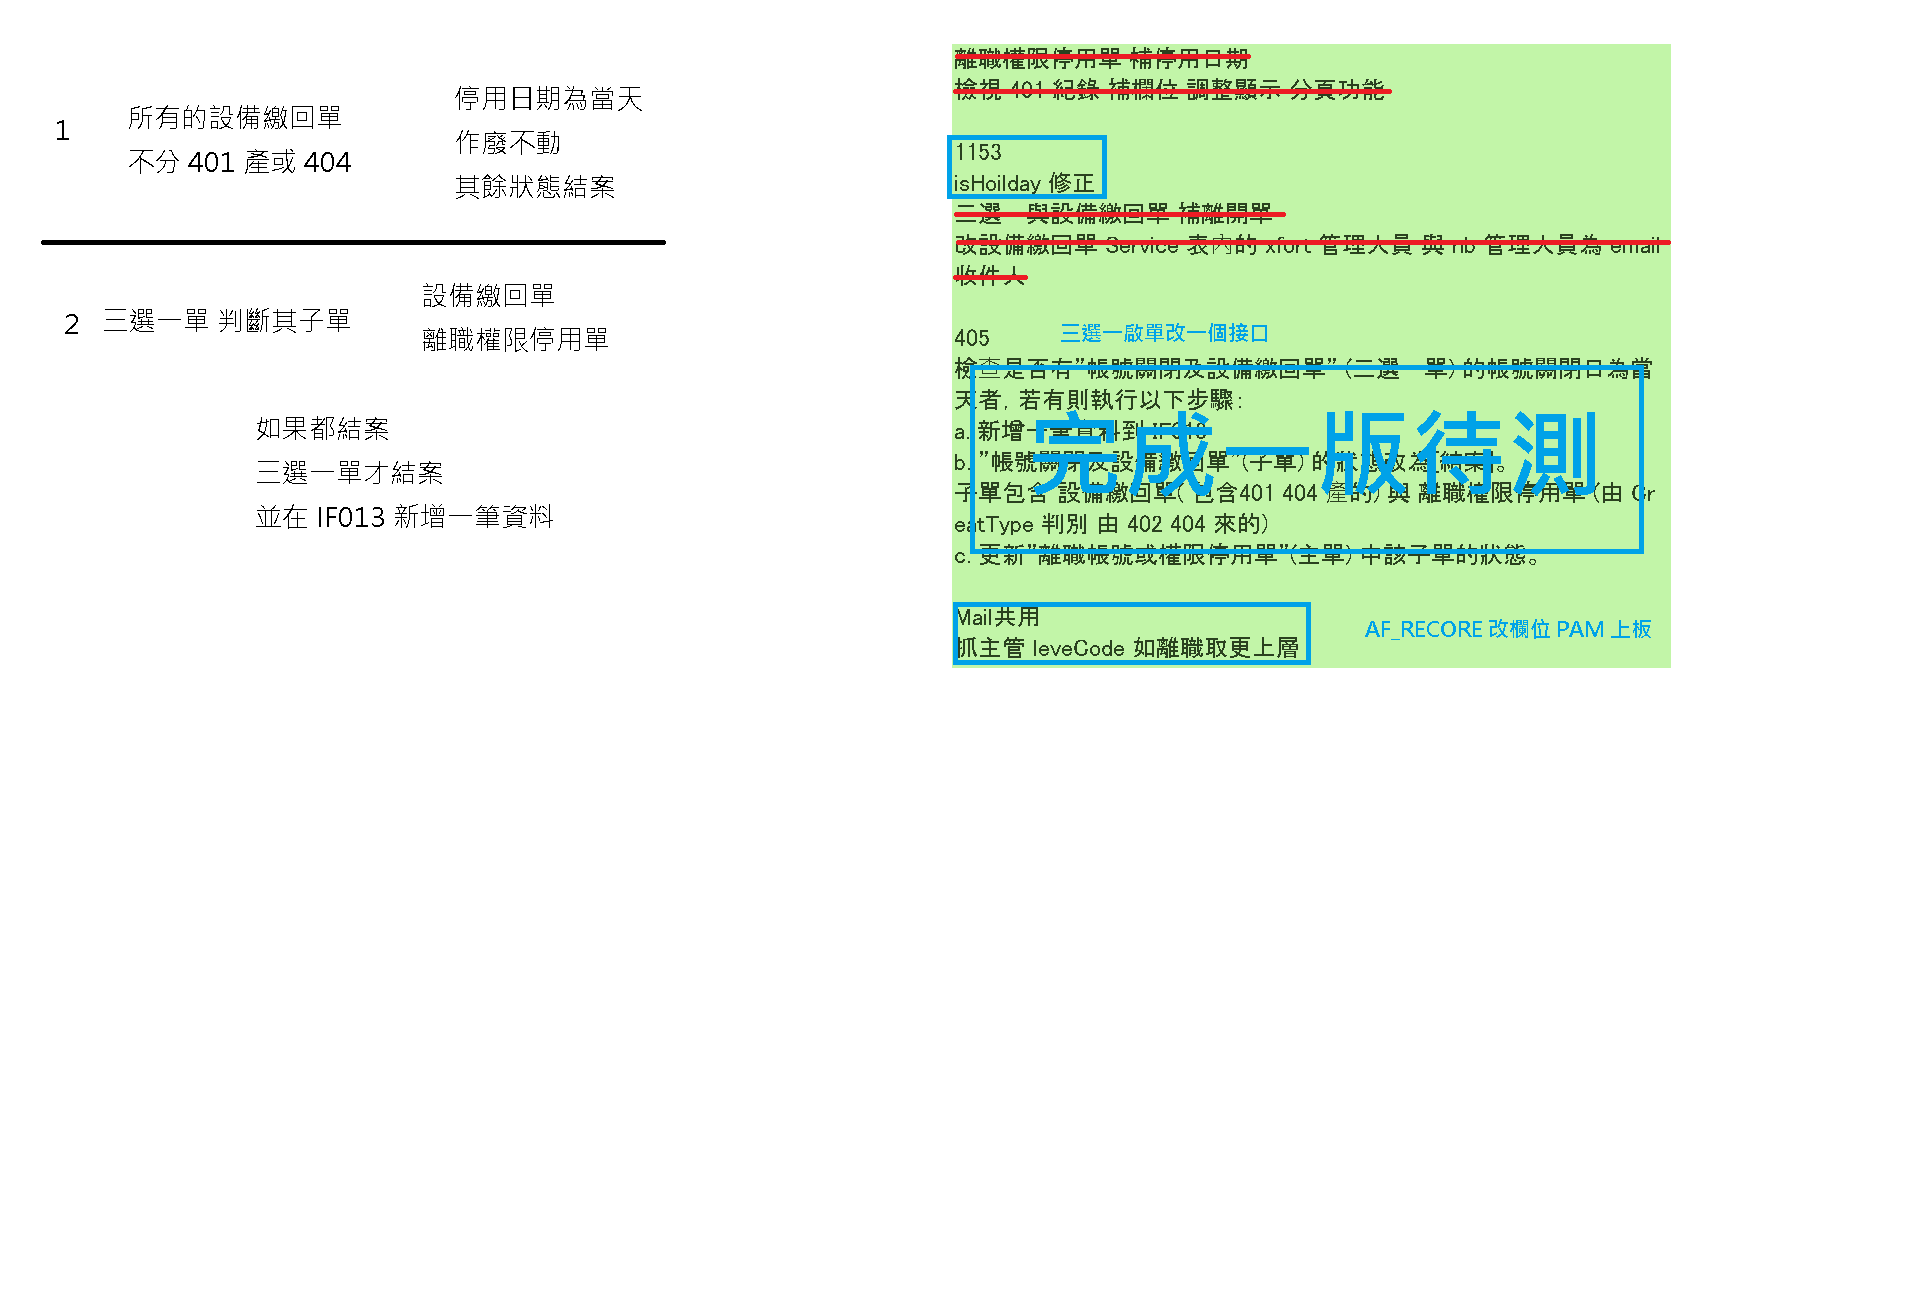 1
所有的設備繳回單
不分 401 產或 404
停用日期為當天
作廢不動
其餘狀態結案
2
三選一單 判斷其子單
設備繳回單
離職權限停用單
如果都結案
三選一單才結案
並在 IF013 新增一筆資料
離職權限停用單 補停用日期
檢視 401 紀錄 補欄位 調整顯示 分頁功能
1153
isHoilday 修正
三選一與設備繳回單 補離開單
改設備繳回單 Service 表內的 xfort 管理人員 與 nb 管理人員為 email
收件人
405
三選一啟單改一個接口
檢查是否有"帳號關閉及設備繳回單" (三選一單) 的帳號關閉日為當
天者, 若有則執行以下步驟:
a. 新增一筆資料到 IF013
b. "帳號關閉及設備繳回單"(子單) 的狀態改為[結案]。
子單包含 設備繳回單( 包含401 404 產的) 與 離職權限停用單 (由 Cr
eatType 判別 由 402 404 來的)
c. 更新"離職帳號或權限停用單"(主單) 中該子單的狀態。
完成一版待測
Mail共用
抓主管 leveCode 如離職取更上層
AF_RECORE 改欄位 PAM 上板